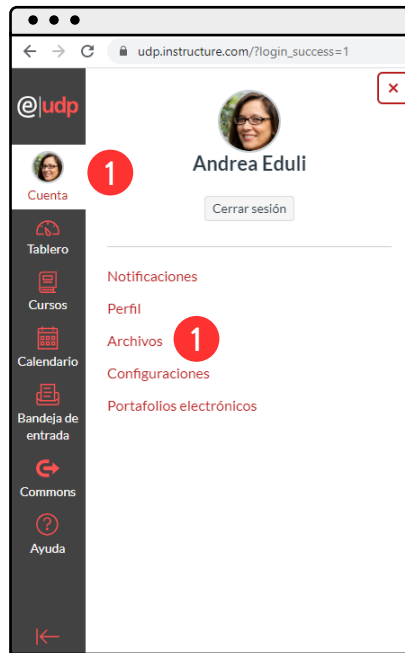 udp.instructure.com/?login_success=1
×
e|udp
Andrea Eduli
1
Cuenta
Cerrar sesión
Tablero
Notificaciones
Perfil
Cursos
Archivos
1
Calendario
Configuraciones
Portafolios electrónicos
Bandeja de
entrada
Commons
?
Ayuda